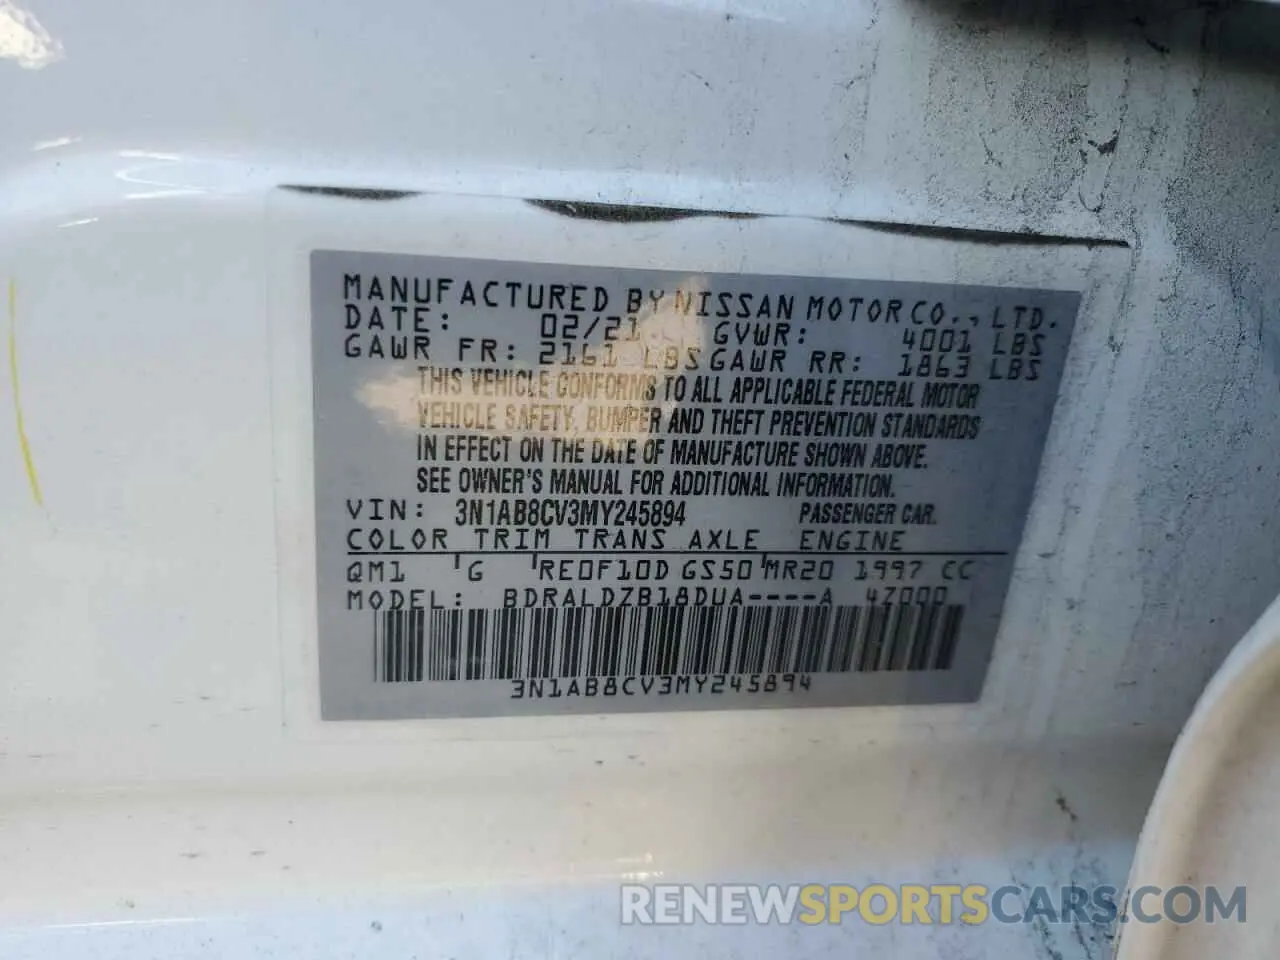 MANUFACTURED BY NISSAN MOTOR CO., LTD.
DATE: 02/21 GVWR: 4001 LBS
GAWR FR: 2161 LBS GAWR RR: 1863 LBS
THIS VEHICLE CONFORMS TO ALL APPLICABLE FEDERAL MOTOR
VEHICLE SAFETY, BUMPER AND THEFT PREVENTION STANDARDS
IN EFFECT ON THE DATE OF MANUFACTURE SHOWN ABOVE.
SEE OWNER'S MANUAL FOR ADDITIONAL INFORMATION.
VIN: 3N1AB8CV3MY245894 PASSENGER CAR.
COLOR TRIM TRANS AXLE ENGINE
QM1 G RE0F10D GS50 MR20 1997 CC
MODEL: BDRALDZB18DUA----A 4Z000
3N1AB8CV3MY245894
RENEWSPORTSCARS.COM